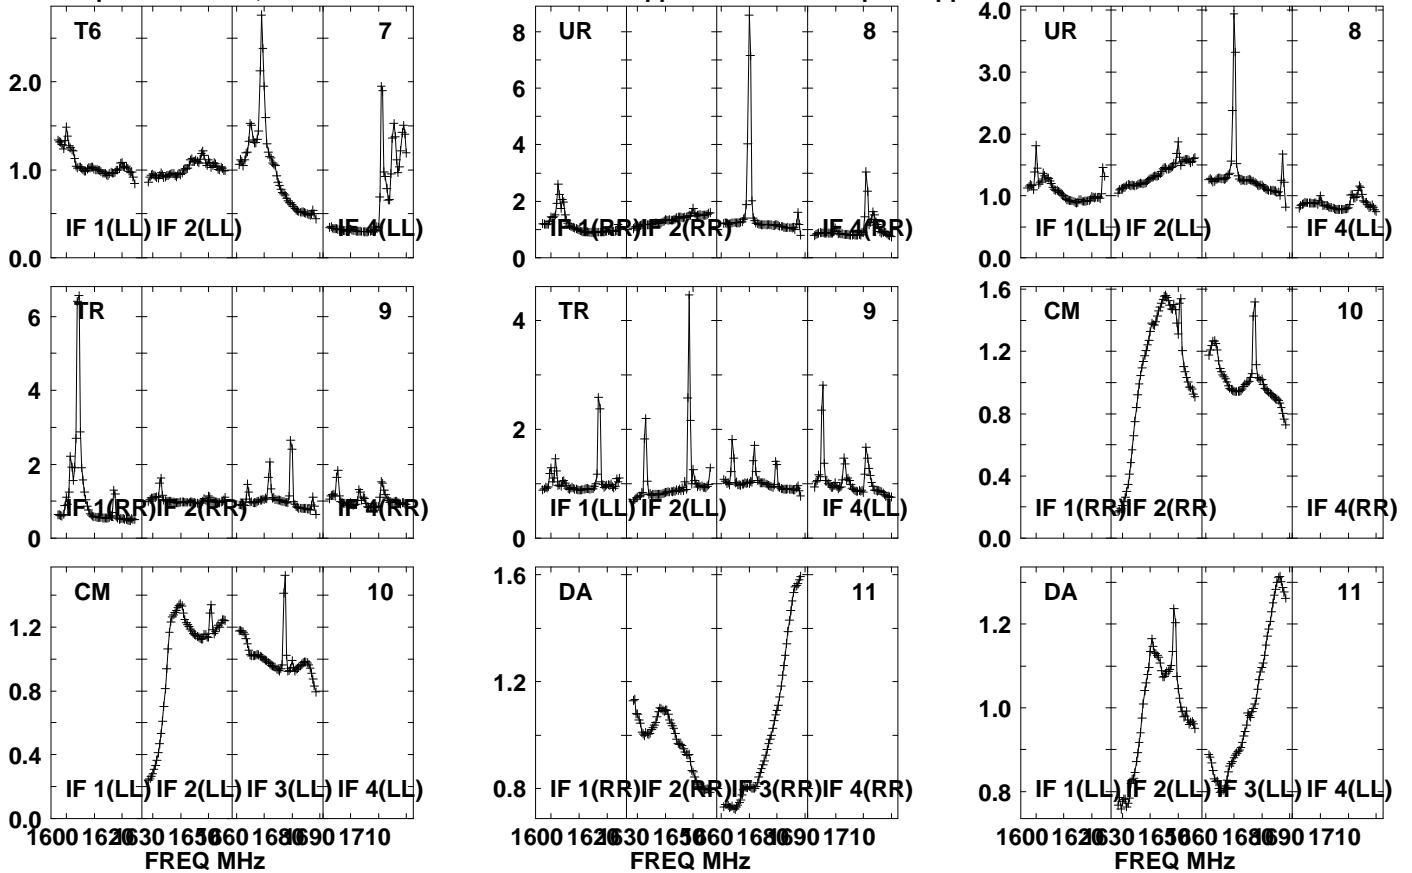 T6 7
2.0
1.0
0.0
IF 1(LL) IF 2(LL) IF 4(LL)
UR 8
8
6
4
2
0
IF 1(RR) IF 2(RR) IF 4(RR)
UR 8
4.0
3.0
2.0
1.0
0.0
IF 1(LL) IF 2(LL) IF 4(LL)
TR 9
6
4
2
0
IF 1(RR) IF 2(RR) IF 4(RR)
TR 9
4
2
0
IF 1(LL) IF 2(LL) IF 4(LL)
CM 10
1.6
1.2
0.8
0.4
0.0
IF 1(RR) IF 2(RR) IF 4(RR)
CM 10
1.2
0.8
0.4
0.0
IF 1(LL) IF 2(LL) IF 3(LL) IF 4(LL)
1600 1620 1630 1650 1660 1680 1690 1710
FREQ MHz
DA 11
1.6
1.2
0.8
IF 1(RR) IF 2(RR) IF 3(RR) IF 4(RR)
1600 1620 1630 1650 1660 1680 1690 1710
FREQ MHz
DA 11
1.2
1.0
0.8
IF 1(LL) IF 2(LL) IF 3(LL) IF 4(LL)
1600 1620 1630 1650 1660 1680 1690 1710
FREQ MHz